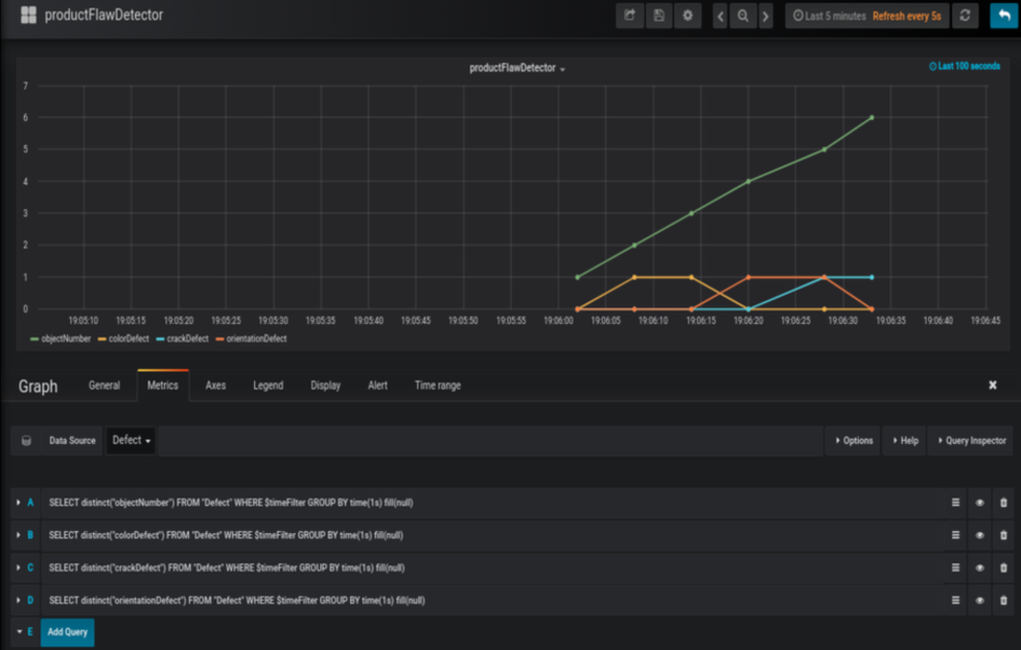 productFlawDetector
Last 5 minutes Refresh every 5s
productFlawDetector
Last 100 seconds
7
6
5
4
3
2
1
0
19:05:10 19:05:15 19:05:20 19:05:25 19:05:30 19:05:35 19:05:40 19:05:45 19:05:50 19:05:55 19:06:00 19:06:05 19:06:10 19:06:15 19:06:20 19:06:25 19:06:30 19:06:35 19:06:40 19:06:45
objectNumber colorDefect crackDefect orientationDefect
Graph General Metrics Axes Legend Display Alert Time range
Data Source Defect Options Help Query Inspector
A SELECT distinct("objectNumber") FROM "Defect" WHERE $timeFilter GROUP BY time(1s) fill(null)
B SELECT distinct("colorDefect") FROM "Defect" WHERE $timeFilter GROUP BY time(1s) fill(null)
C SELECT distinct("crackDefect") FROM "Defect" WHERE $timeFilter GROUP BY time(1s) fill(null)
D SELECT distinct("orientationDefect") FROM "Defect" WHERE $timeFilter GROUP BY time(1s) fill(null)
E Add Query